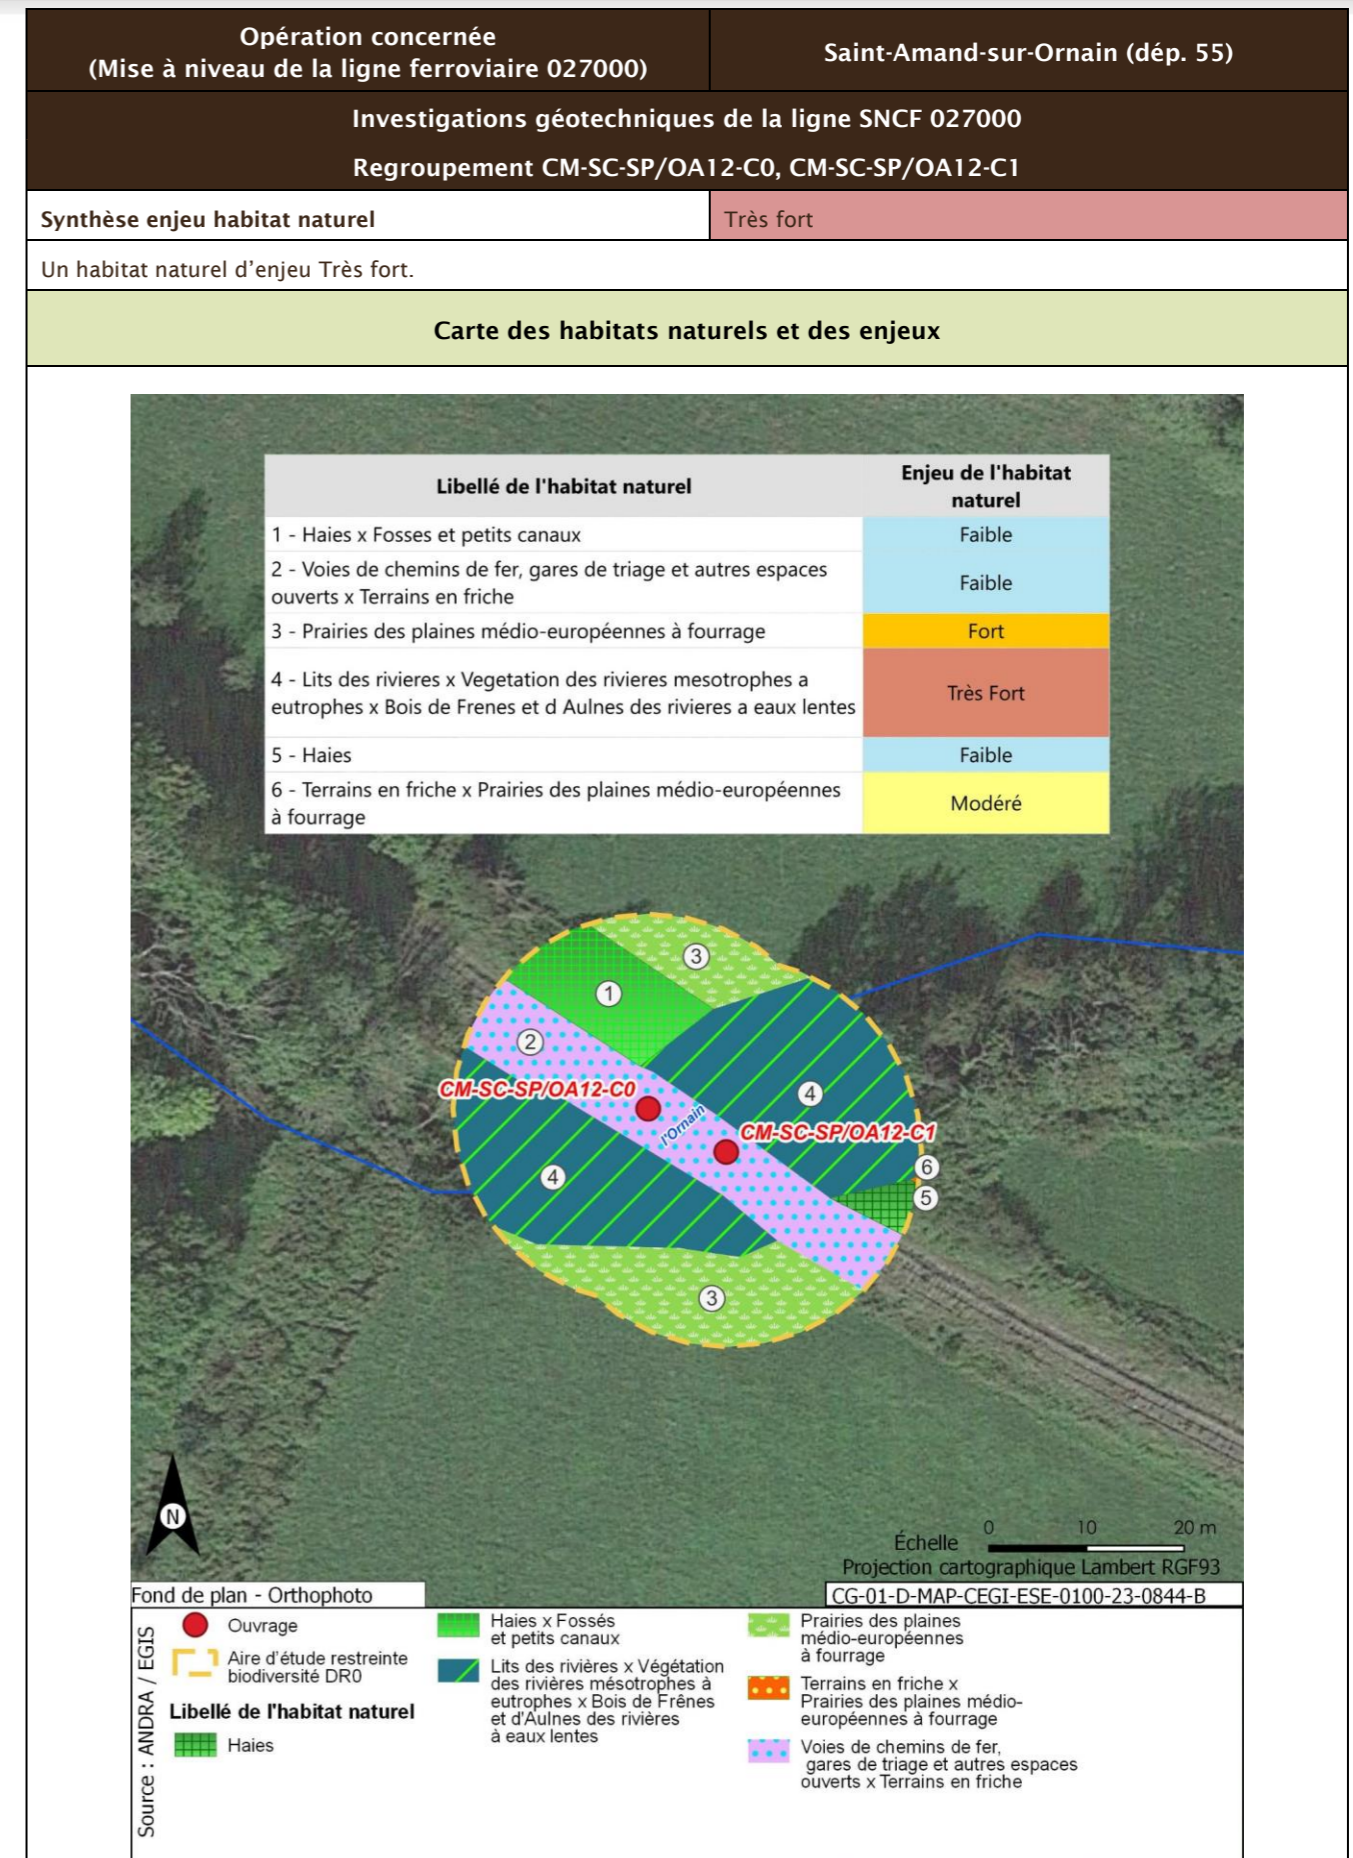 Opération concernée
(Mise à niveau de la ligne ferroviaire 027000)
Saint-Amand-sur-Ornain (dép. 55)
Investigations géotechniques de la ligne SNCF 027000
Regroupement CM-SC-SP/OA12-C0, CM-SC-SP/OA12-C1
Synthèse enjeu habitat naturel
Très fort
Un habitat naturel d’enjeu Très fort.
Carte des habitats naturels et des enjeux
Libellé de l'habitat naturel
Enjeu de l'habitat
naturel
1 - Haies x Fosses et petits canaux
Faible
2 - Voies de chemins de fer, gares de triage et autres espaces
ouverts x Terrains en friche
Faible
3 - Prairies des plaines médio-européennes à fourrage
Fort
4 - Lits des rivieres x Vegetation des rivieres mesotrophes a
eutrophes x Bois de Frenes et d Aulnes des rivieres a eaux lentes
Très Fort
5 - Haies
Faible
6 - Terrains en friche x Prairies des plaines médio-européennes
à fourrage
Modéré
3
1
2
CM-SC-SP/OA12-C0
4
l'Ornain
CM-SC-SP/OA12-C1
4
6
5
3
N
Échelle
0 10 20 m
Projection cartographique Lambert RGF93
Fond de plan - Orthophoto
CG-01-D-MAP-CEGI-ESE-0100-23-0844-B
Source : ANDRA / EGIS
Ouvrage
Aire d'étude restreinte
biodiversité DR0
Libellé de l'habitat naturel
Haies
Haies x Fossés
et petits canaux
Lits des rivières x Végétation
des rivières mésotrophes à
eutrophes x Bois de Frênes
et d'Aulnes des rivières
à eaux lentes
Prairies des plaines
médio-européennes
à fourrage
Terrains en friche x
Prairies des plaines médio-
européennes à fourrage
Voies de chemins de fer,
gares de triage et autres espaces
ouverts x Terrains en friche